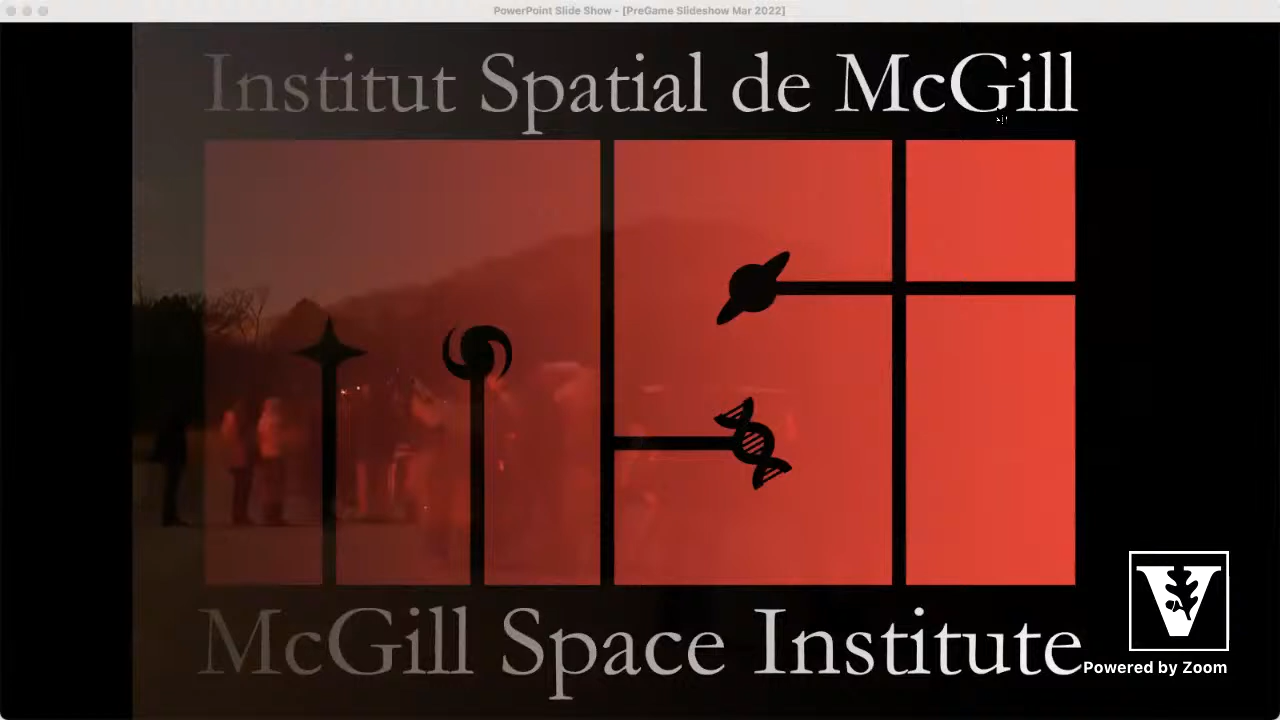 PowerPoint Slide Show - [PreGame Slideshow Mar 2022]
Institut Spatial de McGill
McGill Space Institute
V
Powered by Zoom